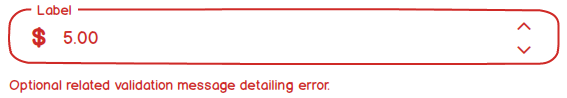 Label
$ 5.00
Optional related validation message detailing error.